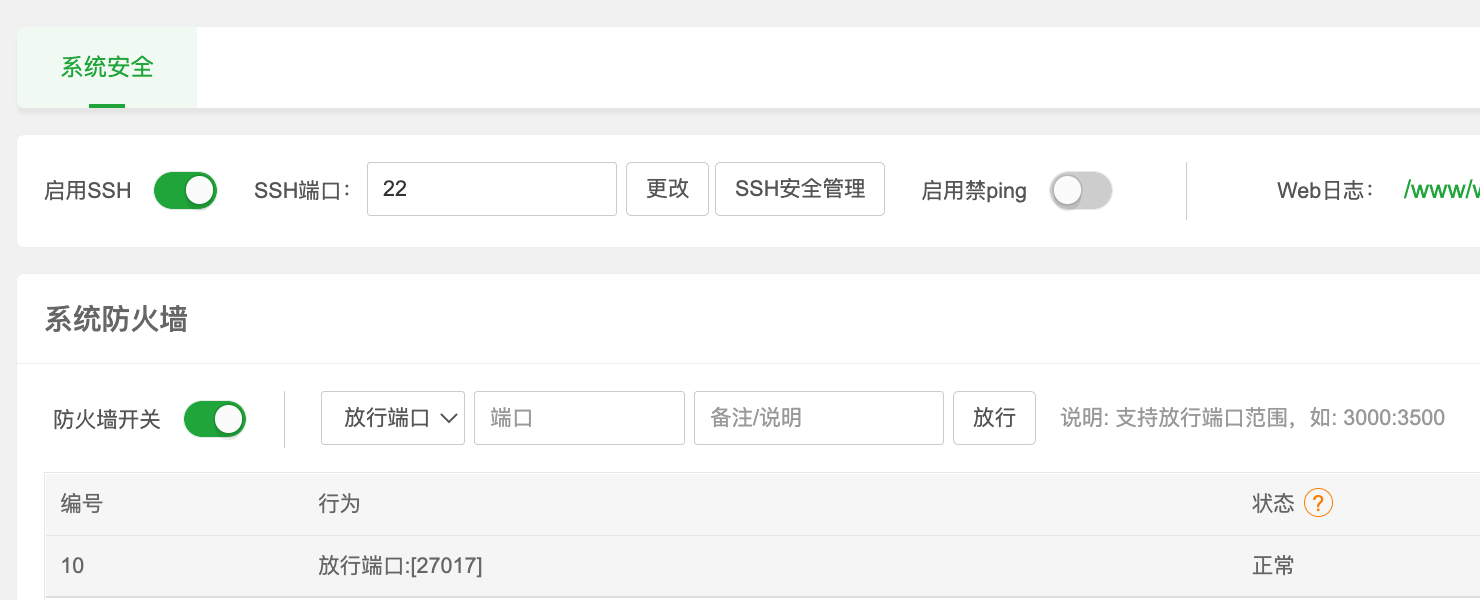 系统安全
启用SSH SSH端口： 22 更改 SSH安全管理 启用禁ping Web日志： /www/
系统防火墙
防火墙开关 放行端口 端口 备注/说明 放行 说明: 支持放行端口范围，如: 3000:3500
编号 行为 状态 ?
10 放行端口:[27017] 正常